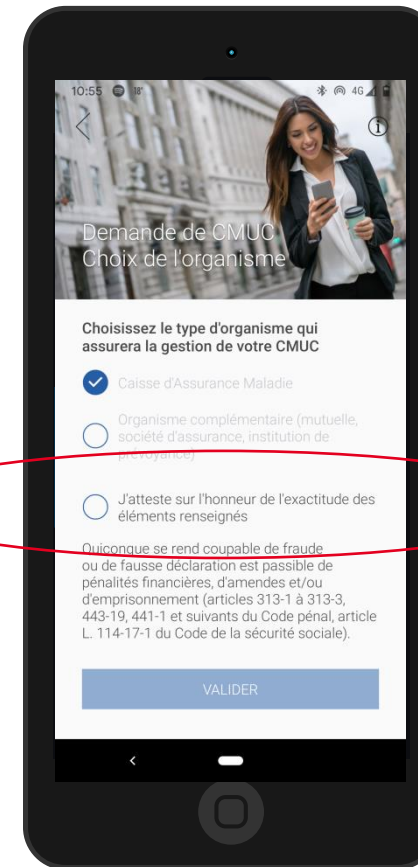 10:55 18° 4G
Demande de CMUC
Choix de l'organisme
Choisissez le type d'organisme qui
assurera la gestion de votre CMUC
Caisse d'Assurance Maladie
Organisme complémentaire (mutuelle,
société d'assurance, institution de
prévoyance)
J'atteste sur l'honneur de l'exactitude des
éléments renseignés
Quiconque se rend coupable de fraude
ou de fausse déclaration est passible de
pénalités financières, d'amendes et/ou
d'emprisonnement (articles 313-1 à 313-3,
443-19, 441-1 et suivants du Code pénal, article
L. 114-17-1 du Code de la sécurité sociale).
VALIDER